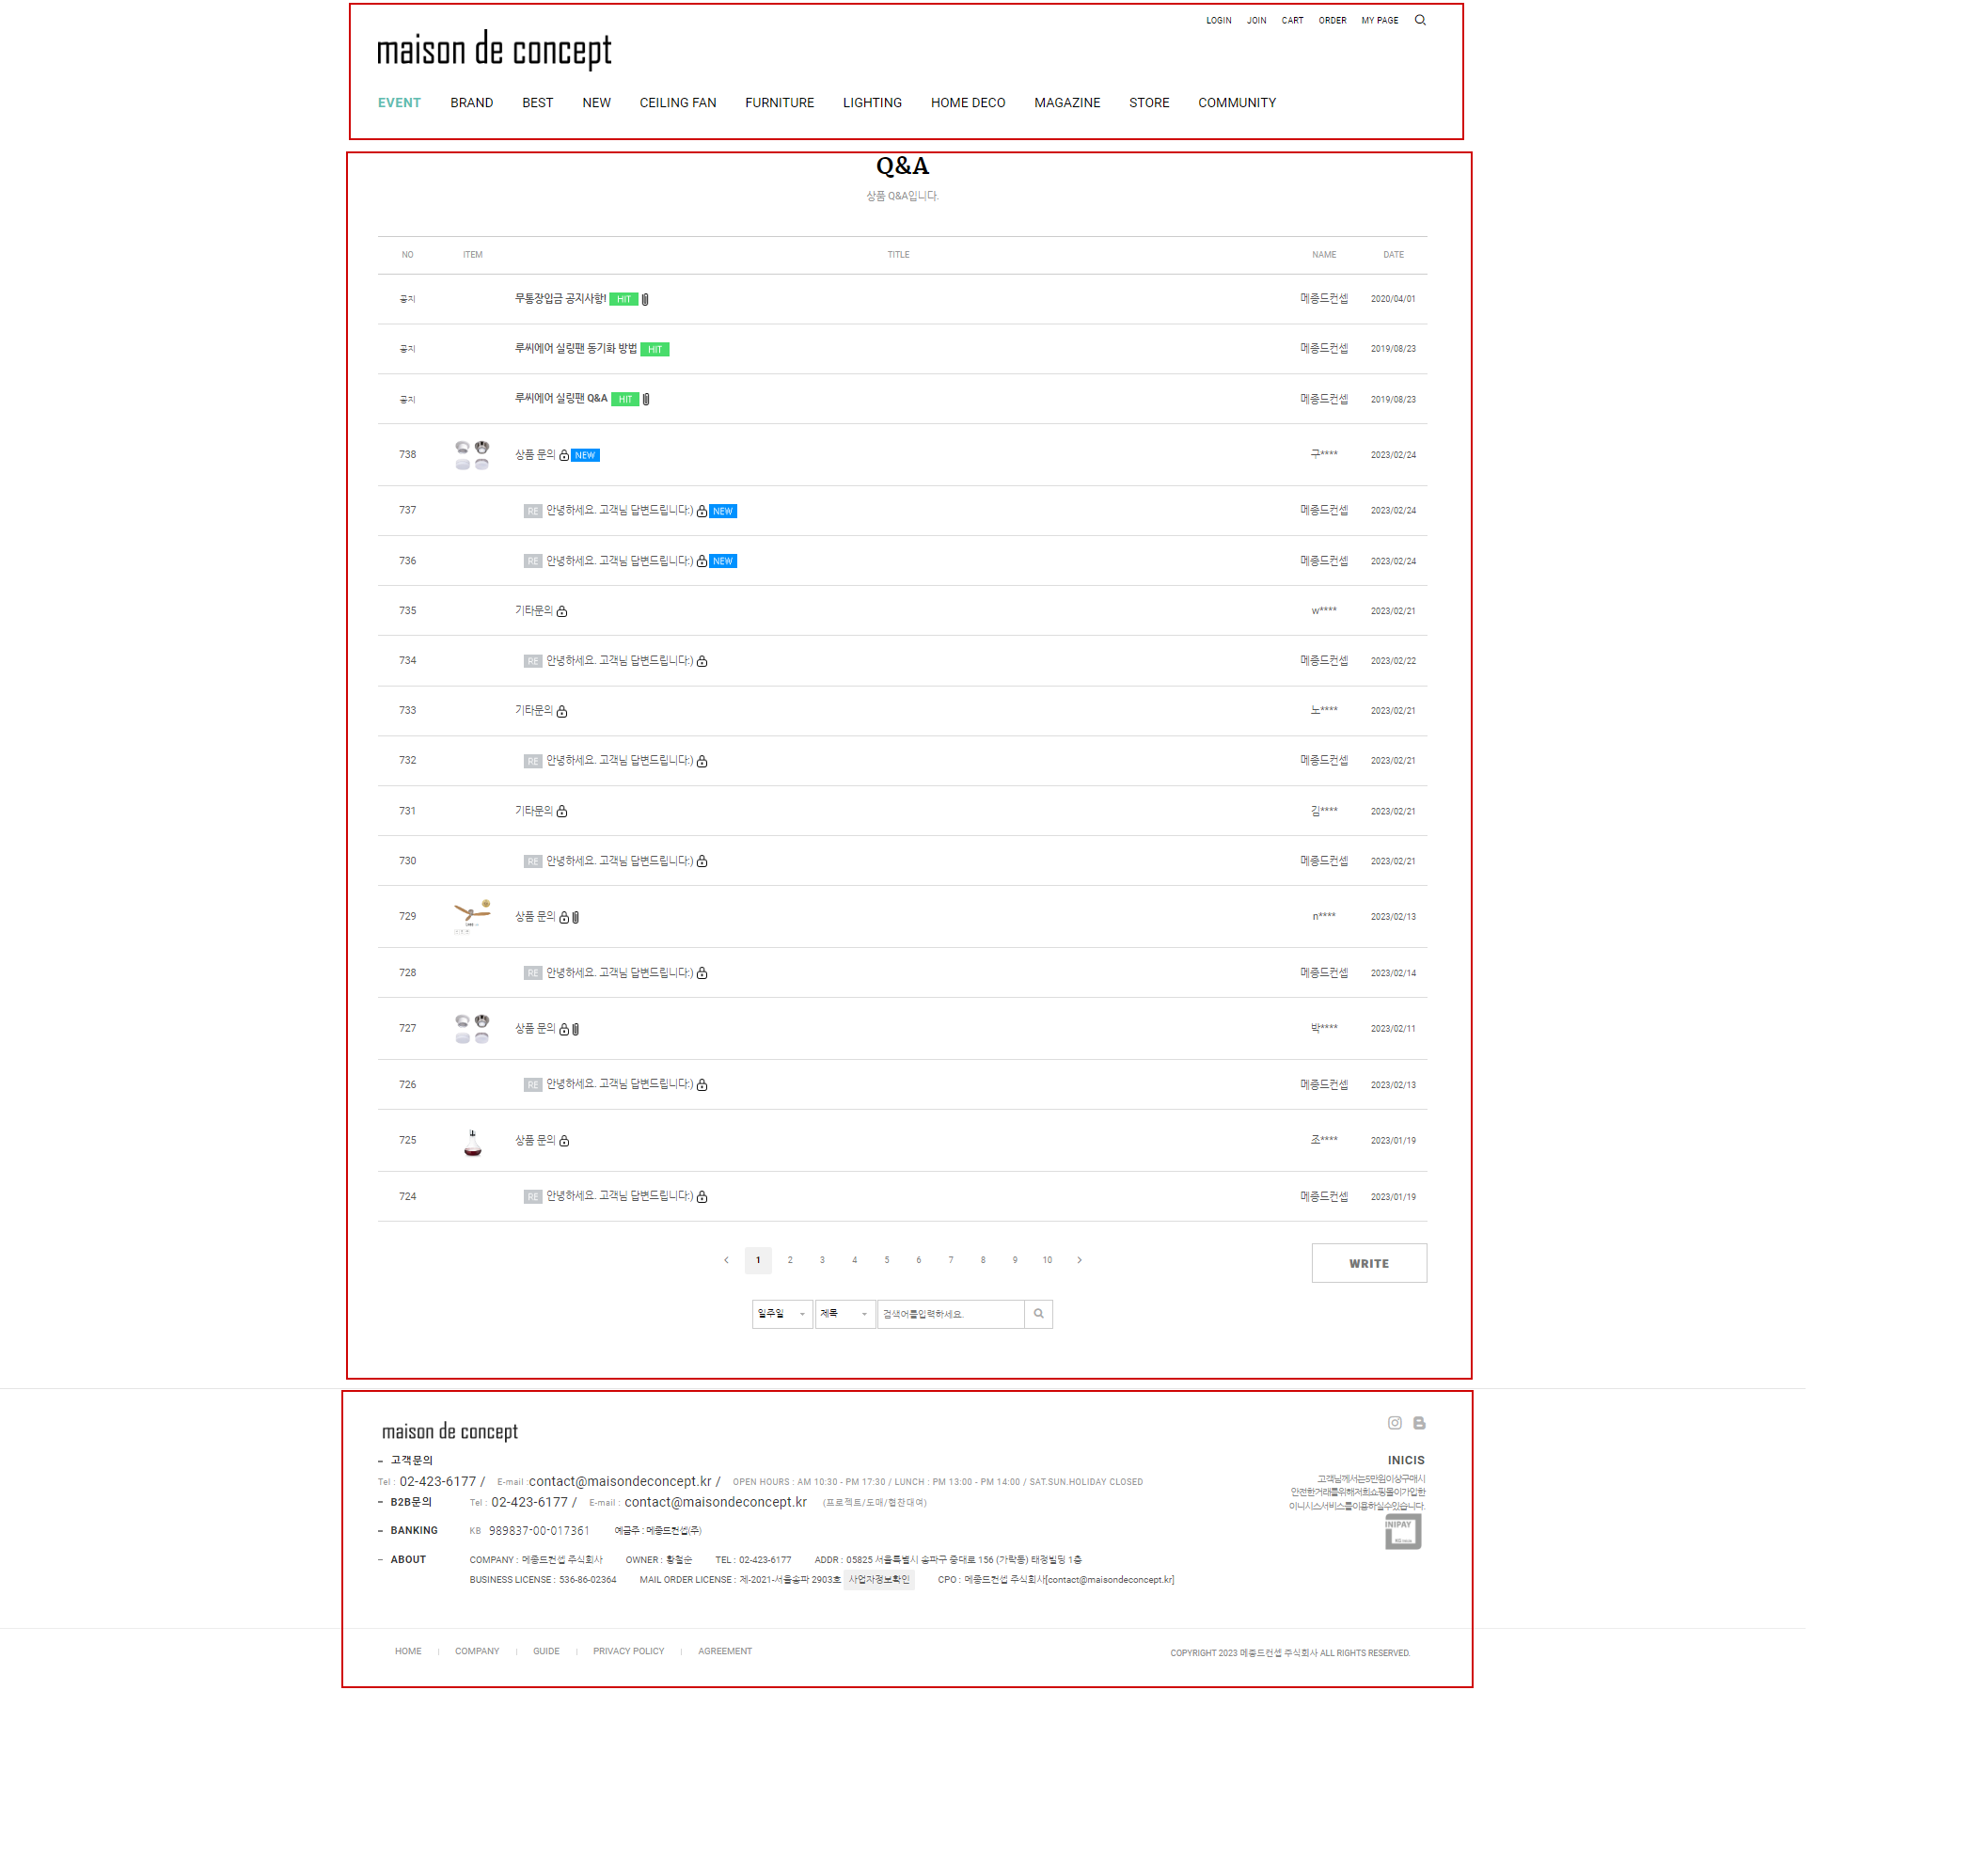 LOGIN JOIN CART ORDER MY PAGE
maison de concept
EVENT BRAND BEST NEW CEILING FAN FURNITURE LIGHTING HOME DECO MAGAZINE STORE COMMUNITY
Q&A
상품 Q&A입니다.
NO ITEM TITLE NAME DATE
공지 무통장입금 공지사항! HIT 메종드컨셉 2020/04/01
공지 루씨에어 실링팬 동기화 방법 HIT 메종드컨셉 2019/08/23
공지 루씨에어 실링팬 Q&A HIT 메종드컨셉 2019/08/23
738 상품 문의 NEW 구**** 2023/02/24
737 RE 안녕하세요. 고객님 답변드립니다:) NEW 메종드컨셉 2023/02/24
736 RE 안녕하세요. 고객님 답변드립니다:) NEW 메종드컨셉 2023/02/24
735 기타문의 w**** 2023/02/21
734 RE 안녕하세요. 고객님 답변드립니다:) 메종드컨셉 2023/02/22
733 기타문의 노**** 2023/02/21
732 RE 안녕하세요. 고객님 답변드립니다:) 메종드컨셉 2023/02/21
731 기타문의 김**** 2023/02/21
730 RE 안녕하세요. 고객님 답변드립니다:) 메종드컨셉 2023/02/21
729 상품 문의 n**** 2023/02/13
728 RE 안녕하세요. 고객님 답변드립니다:) 메종드컨셉 2023/02/14
727 상품 문의 박**** 2023/02/11
726 RE 안녕하세요. 고객님 답변드립니다:) 메종드컨셉 2023/02/13
725 상품 문의 조**** 2023/01/19
724 RE 안녕하세요. 고객님 답변드립니다:) 메종드컨셉 2023/01/19
1 2 3 4 5 6 7 8 9 10
WRITE
일주일 제목 검색어를입력하세요.
maison de concept
- 고객문의
Tel : 02-423-6177 / E-mail :contact@maisondeconcept.kr / OPEN HOURS : AM 10:30 - PM 17:30 / LUNCH : PM 13:00 - PM 14:00 / SAT.SUN.HOLIDAY CLOSED
- B2B문의 Tel : 02-423-6177 / E-mail : contact@maisondeconcept.kr (프로젝트/도매/협찬대여)
- BANKING KB 989837-00-017361 예금주 : 메종드컨셉(주)
- ABOUT COMPANY : 메종드컨셉 주식회사 OWNER : 황철순 TEL : 02-423-6177 ADDR : 05825 서울특별시 송파구 중대로 156 (가락동) 태정빌딩 1층
BUSINESS LICENSE : 536-86-02364 MAIL ORDER LICENSE : 제-2021-서울송파 2903호 사업자정보확인 CPO : 메종드컨셉 주식회사[contact@maisondeconcept.kr]
INICIS
고객님께서는5만원이상구매시
안전한거래를위해저희쇼핑몰이가입한
이니시스서비스를이용하실수있습니다.
INIPAY
HOME COMPANY GUIDE PRIVACY POLICY AGREEMENT
COPYRIGHT 2023 메종드컨셉 주식회사 ALL RIGHTS RESERVED.